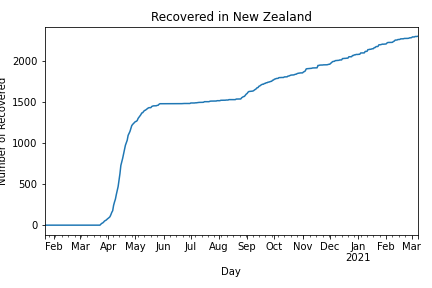 Recovered in New Zealand
Number of Recovered
2000
1500
1000
500
0
Feb Mar Apr May Jun Jul Aug Sep Oct Nov Dec Jan Feb Mar
2021
Day